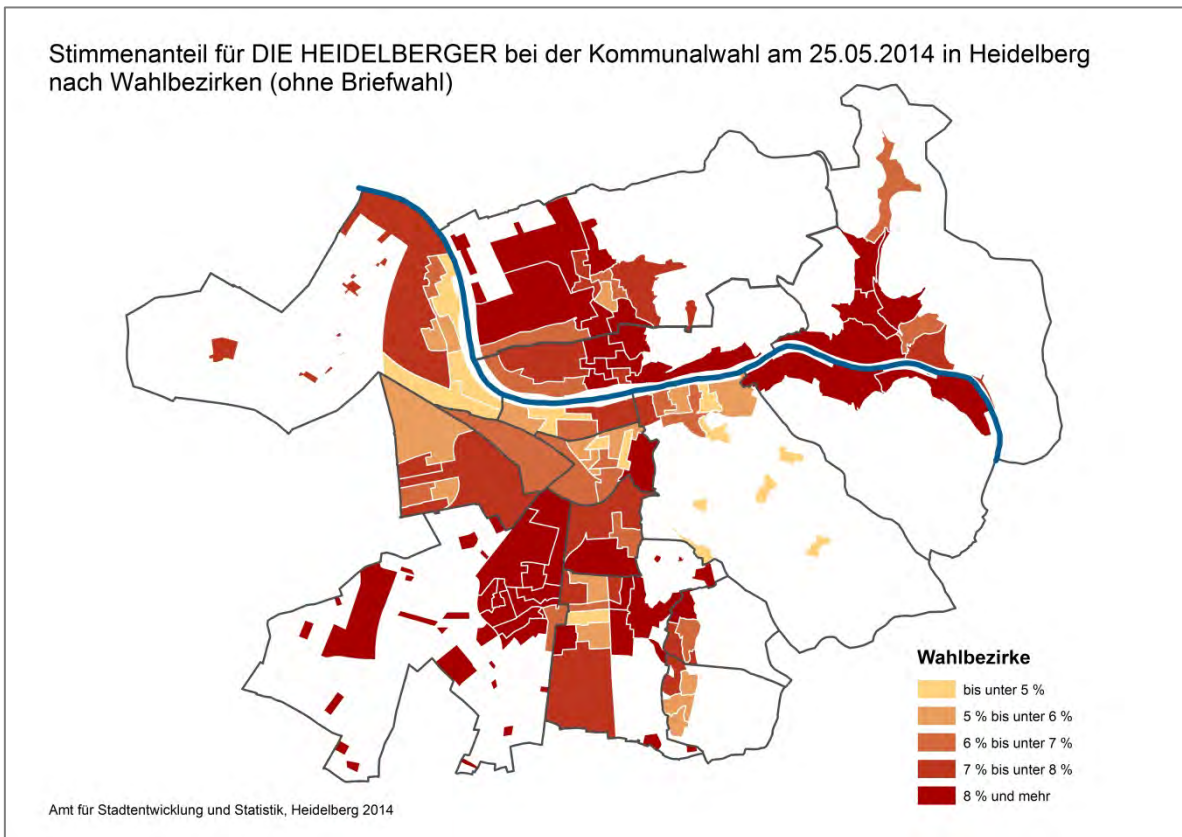 Stimmenanteil für DIE HEIDELBERGER bei der Kommunalwahl am 25.05.2014 in Heidelberg
nach Wahlbezirken (ohne Briefwahl)
Wahlbezirke
bis unter 5 %
5 % bis unter 6 %
6 % bis unter 7 %
7 % bis unter 8 %
8 % und mehr
Amt für Stadtentwicklung und Statistik, Heidelberg 2014